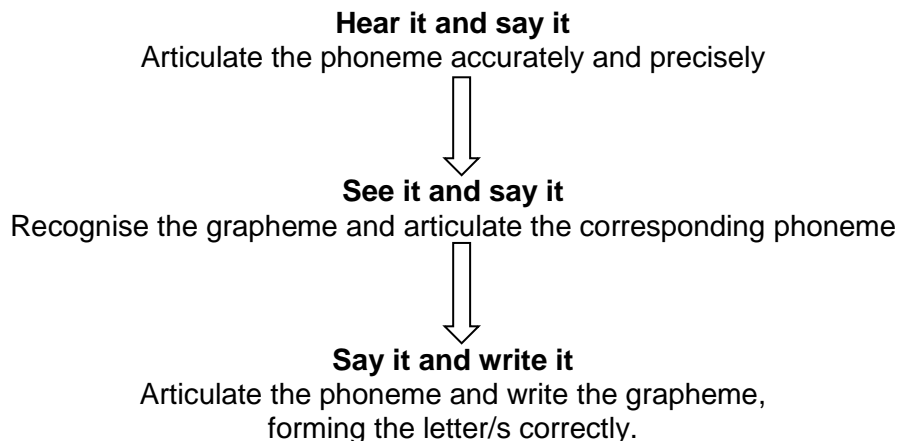 Hear it and say it
Articulate the phoneme accurately and precisely
See it and say it
Recognise the grapheme and articulate the corresponding phoneme
Say it and write it
Articulate the phoneme and write the grapheme,
forming the letter/s correctly.